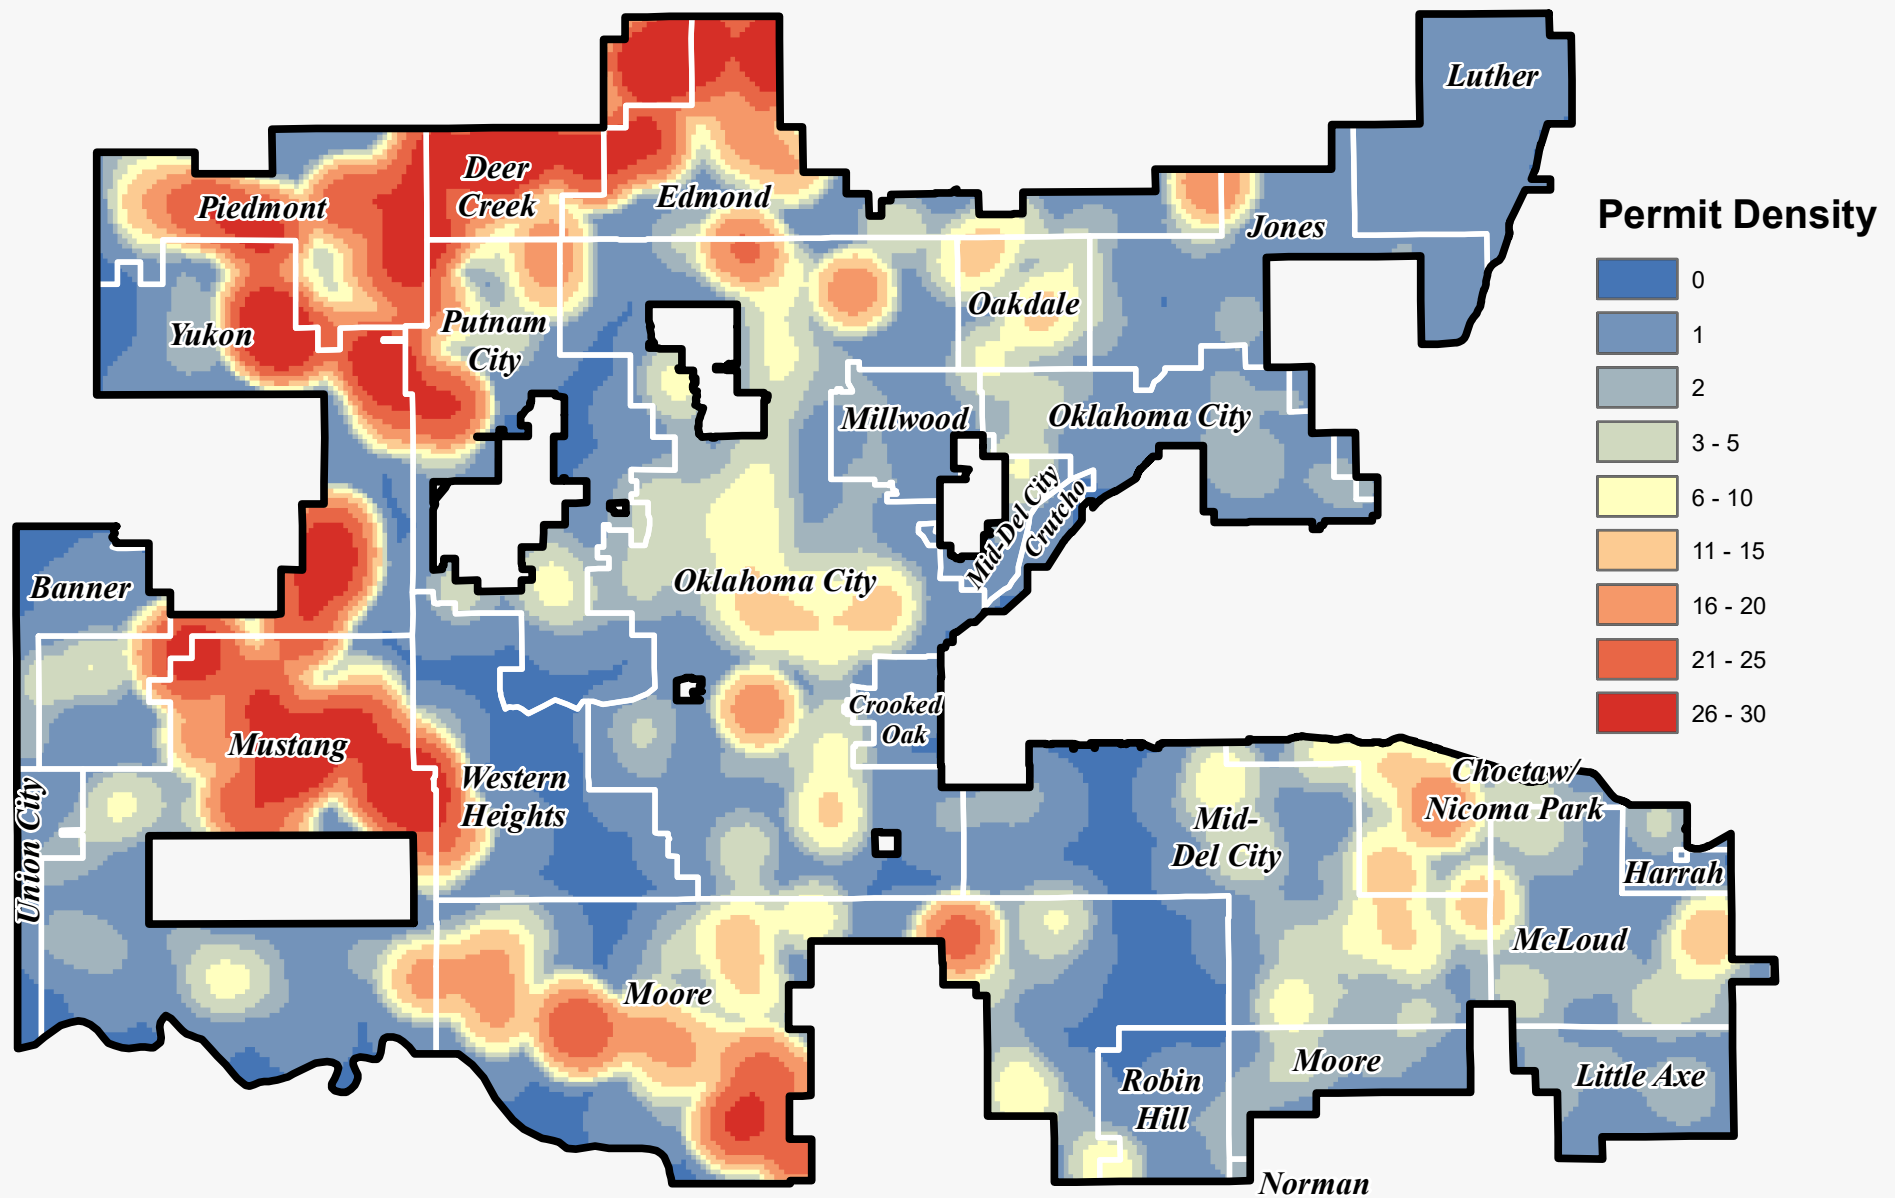 Luther
Deer
Creek
Piedmont
Edmond
Jones
Permit Density
0
1
2
3 - 5
6 - 10
11 - 15
16 - 20
21 - 25
26 - 30
Yukon
Putnam
City
Oakdale
Millwood
Oklahoma City
Mid-Del City
Crutcho
Banner
Oklahoma City
Mustang
Crooked
Oak
Western
Heights
Union City
Choctaw/
Nicoma Park
Mid-
Del City
Harrah
McLoud
Moore
Moore
Robin
Hill
Little Axe
Norman